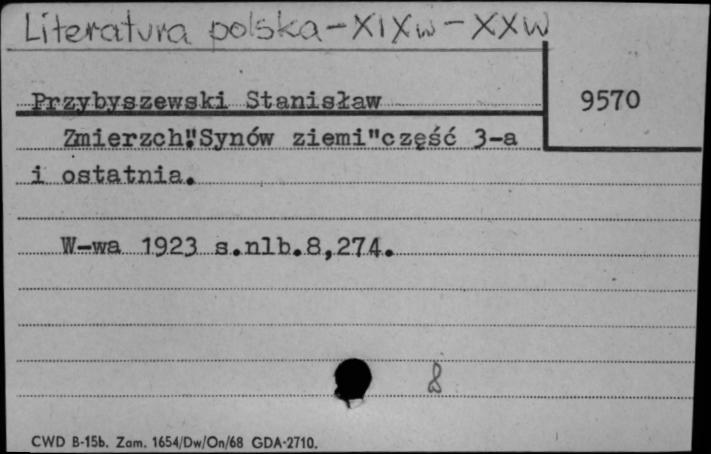 Literatura polska - XIXw - XXw
Przybyszewski Stanisław
9570
Zmierzch"Synów ziemi"część 3-a
i ostatnia.
W-wa 1923 s.nlb.8,274.
8
CWD B-15b. Zam. 1654/Dw/On/68 GDA-2710.